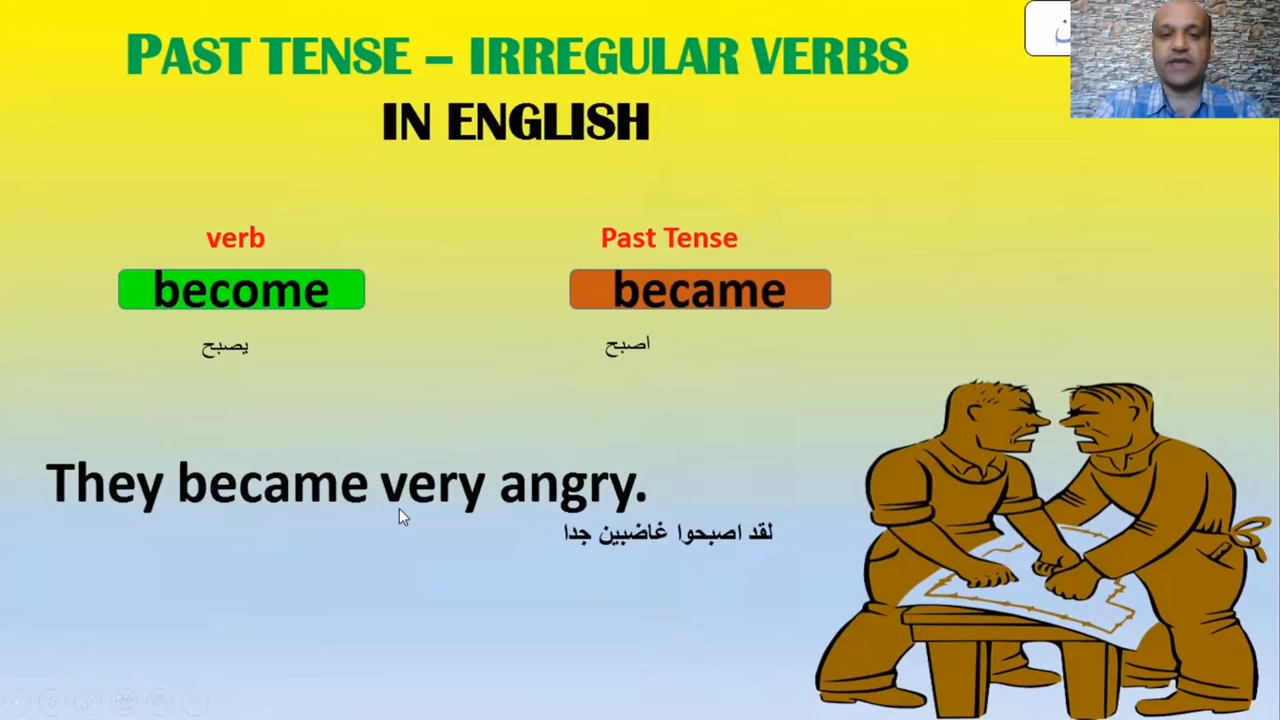 PAST TENSE – IRREGULAR VERBS
IN ENGLISH
verb
Past Tense
become
became
يصبح
اصبح
They became very angry.
لقد اصبحوا غاضبين جدا